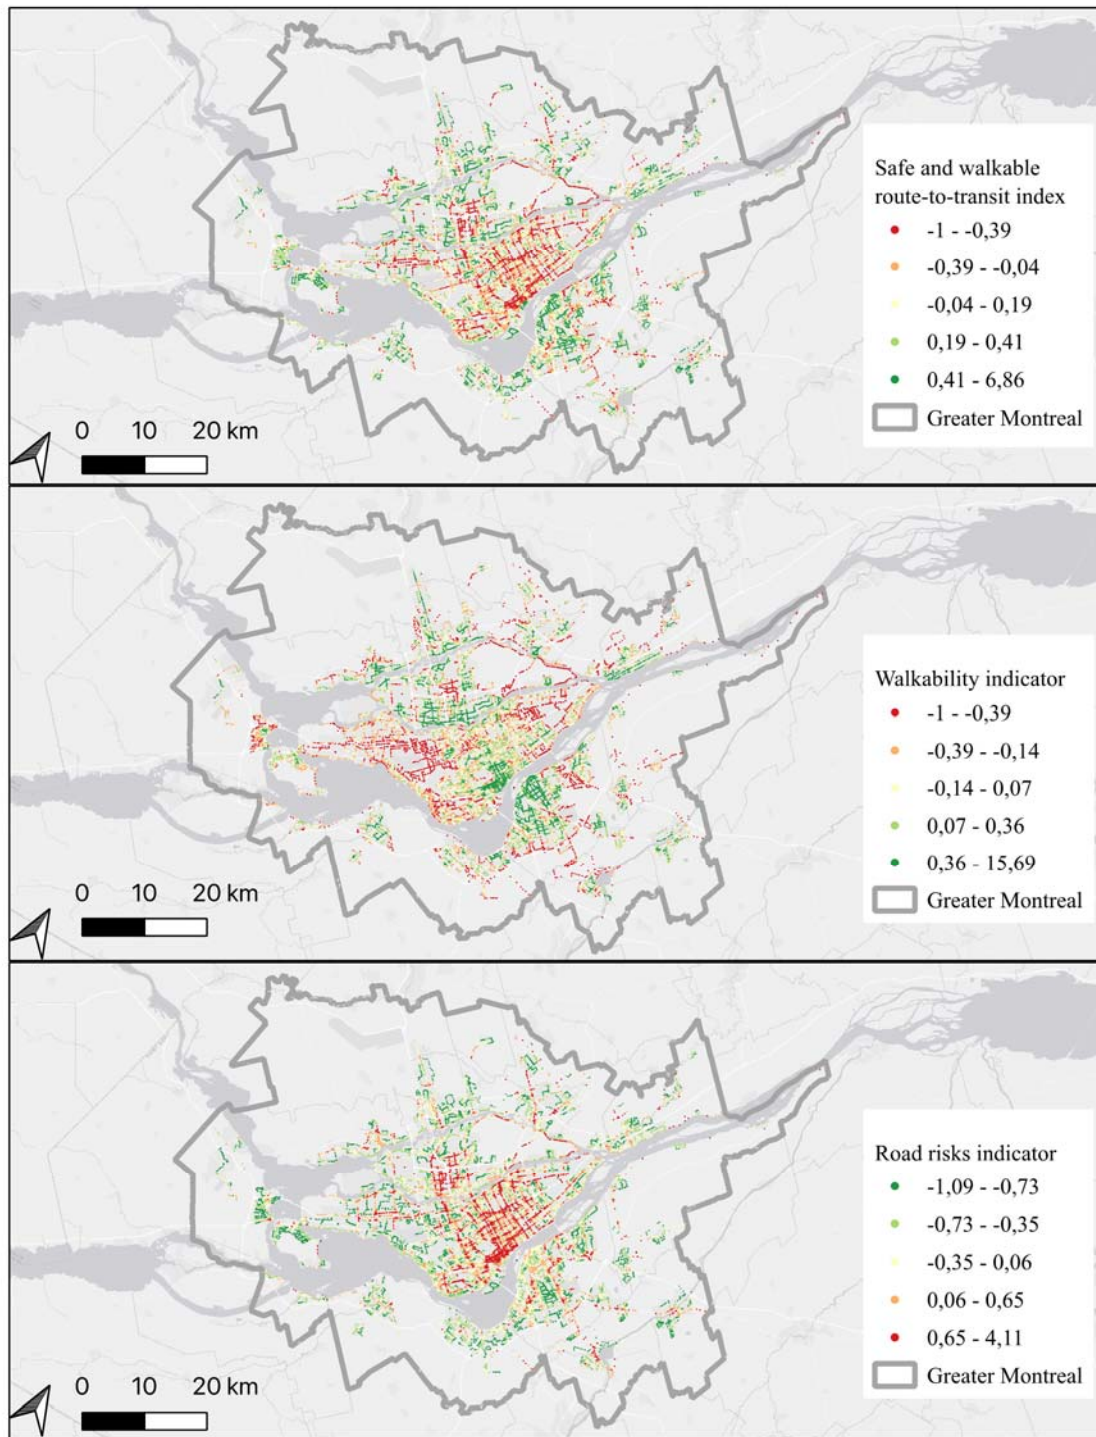 Safe and walkable
route-to-transit index
-1 - -0,39
-0,39 - -0,04
-0,04 - 0,19
0,19 - 0,41
0,41 - 6,86
Greater Montreal
0 10 20 km
Walkability indicator
-1 - -0,39
-0,39 - -0,14
-0,14 - 0,07
0,07 - 0,36
0,36 - 15,69
Greater Montreal
0 10 20 km
Road risks indicator
-1,09 - -0,73
-0,73 - -0,35
-0,35 - 0,06
0,06 - 0,65
0,65 - 4,11
Greater Montreal
0 10 20 km